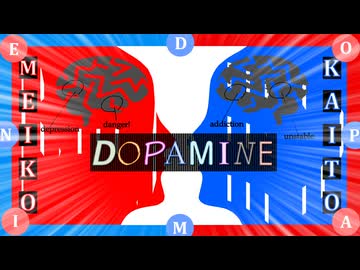 E
D
O
MEIKO
KAITO
depression
danger!
addiction
unstable
N
DOPAMINE
P
I
M
A